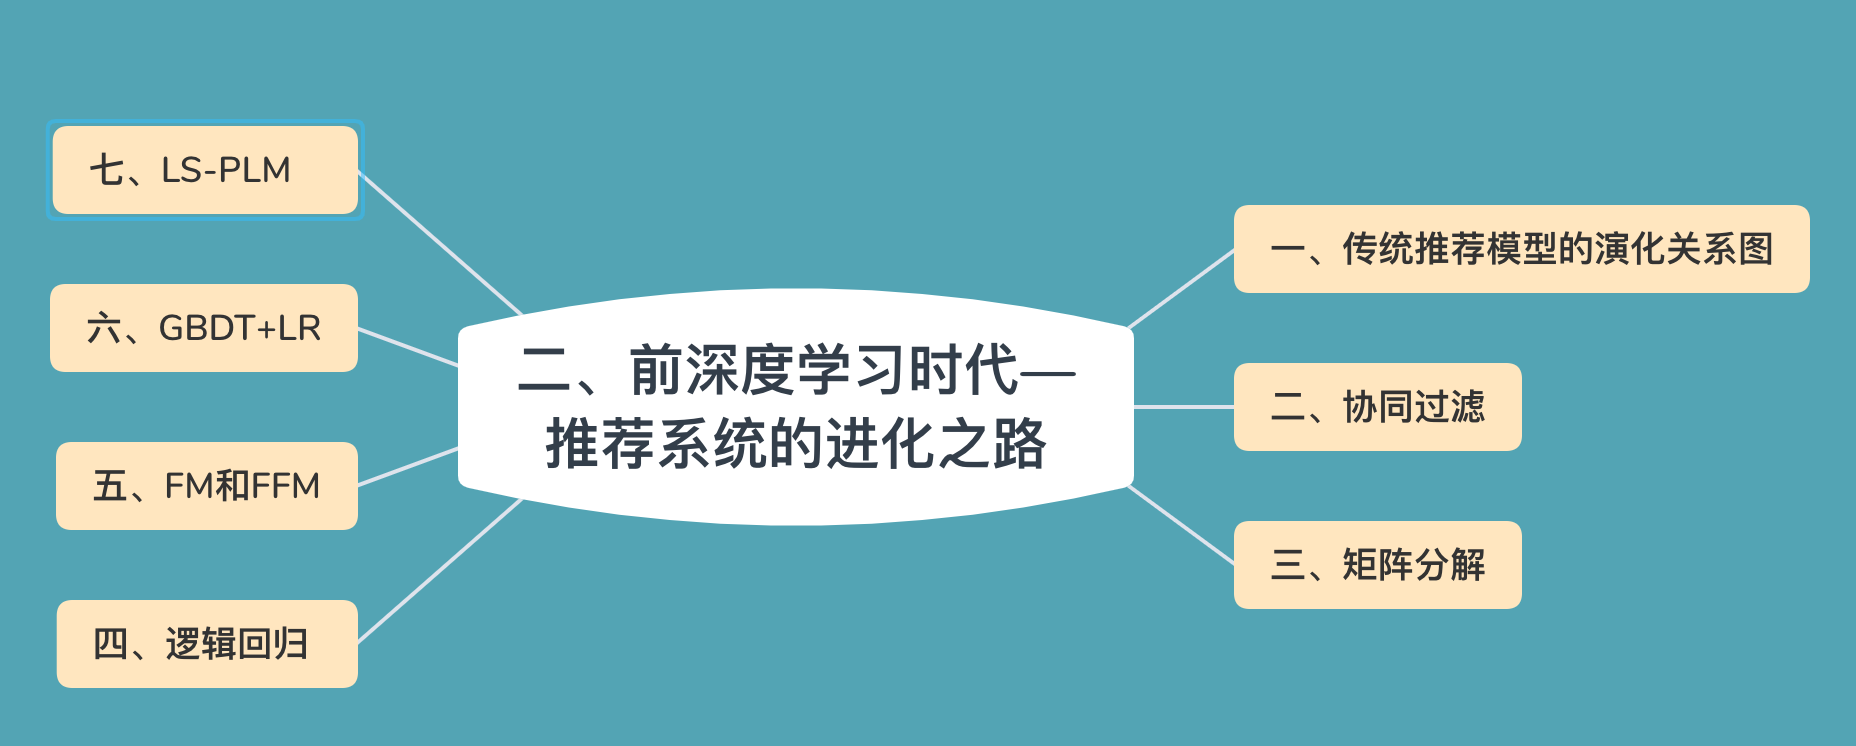 二、前深度学习时代—
推荐系统的进化之路
一、传统推荐模型的演化关系图
二、协同过滤
三、矩阵分解
四、逻辑回归
五、FM和FFM
六、GBDT+LR
七、LS-PLM